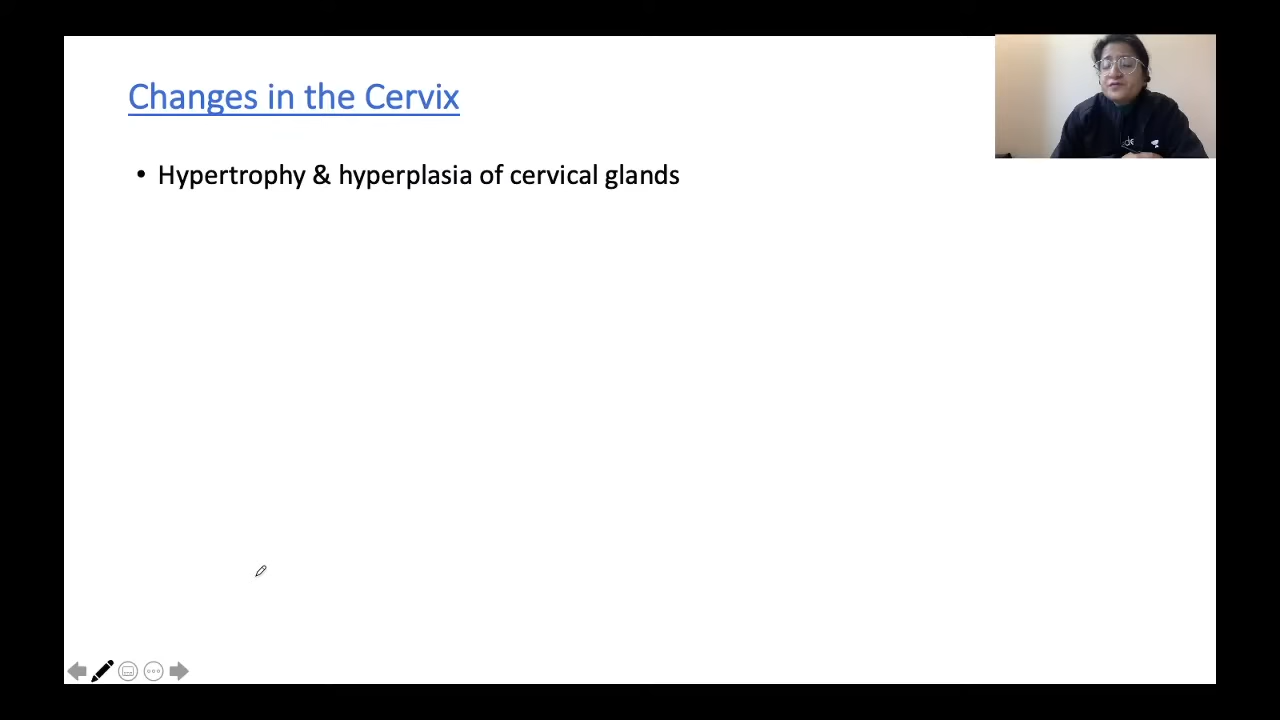 Changes in the Cervix
• Hypertrophy & hyperplasia of cervical glands